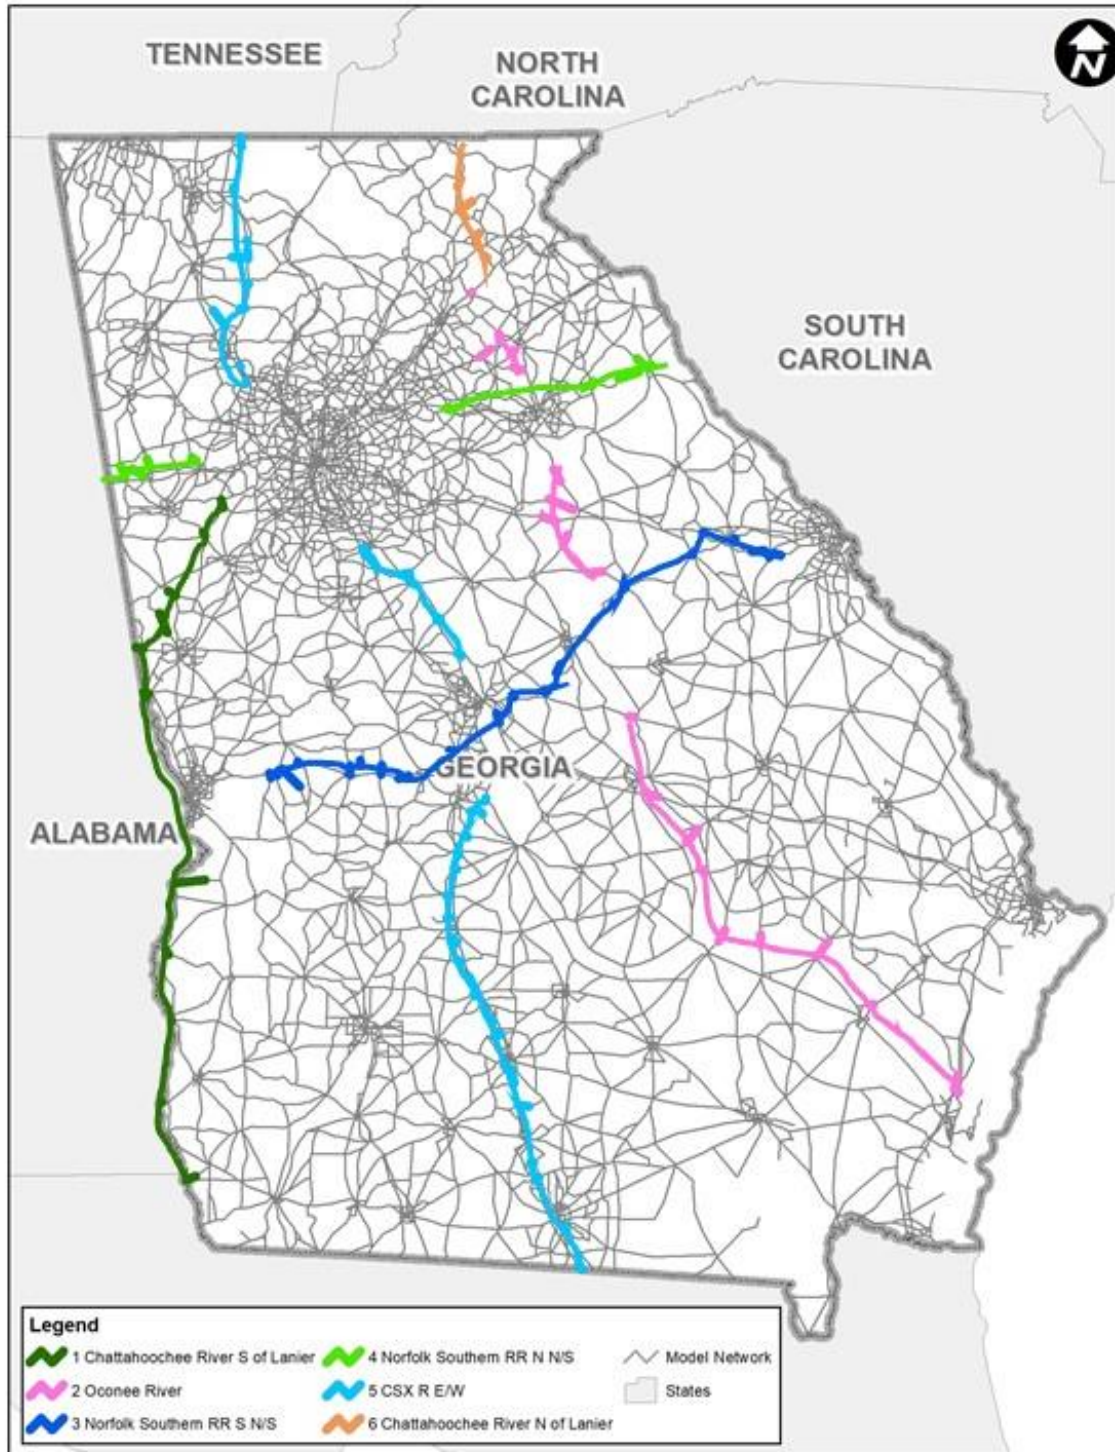 TENNESSEE
NORTH
CAROLINA
N
SOUTH
CAROLINA
GEORGIA
ALABAMA
Legend
1 Chattahoochee River S of Lanier
4 Norfolk Southern RR N N/S
Model Network
2 Oconee River
5 CSX R E/W
States
3 Norfolk Southern RR S N/S
6 Chattahoochee River N of Lanier